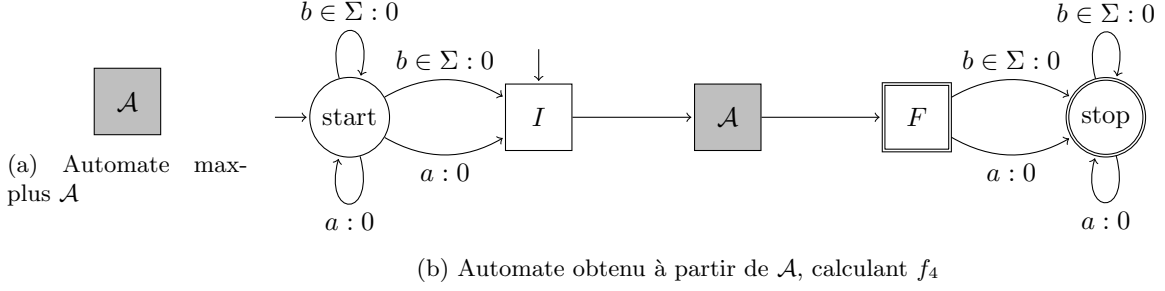 b ∈ Σ : 0
b ∈ Σ : 0
b ∈ Σ : 0
b ∈ Σ : 0
𝒜
start
I
𝒜
F
stop
a : 0
a : 0
a : 0
a : 0
(a) Automate max-
plus 𝒜
(b) Automate obtenu à partir de 𝒜, calculant f₄